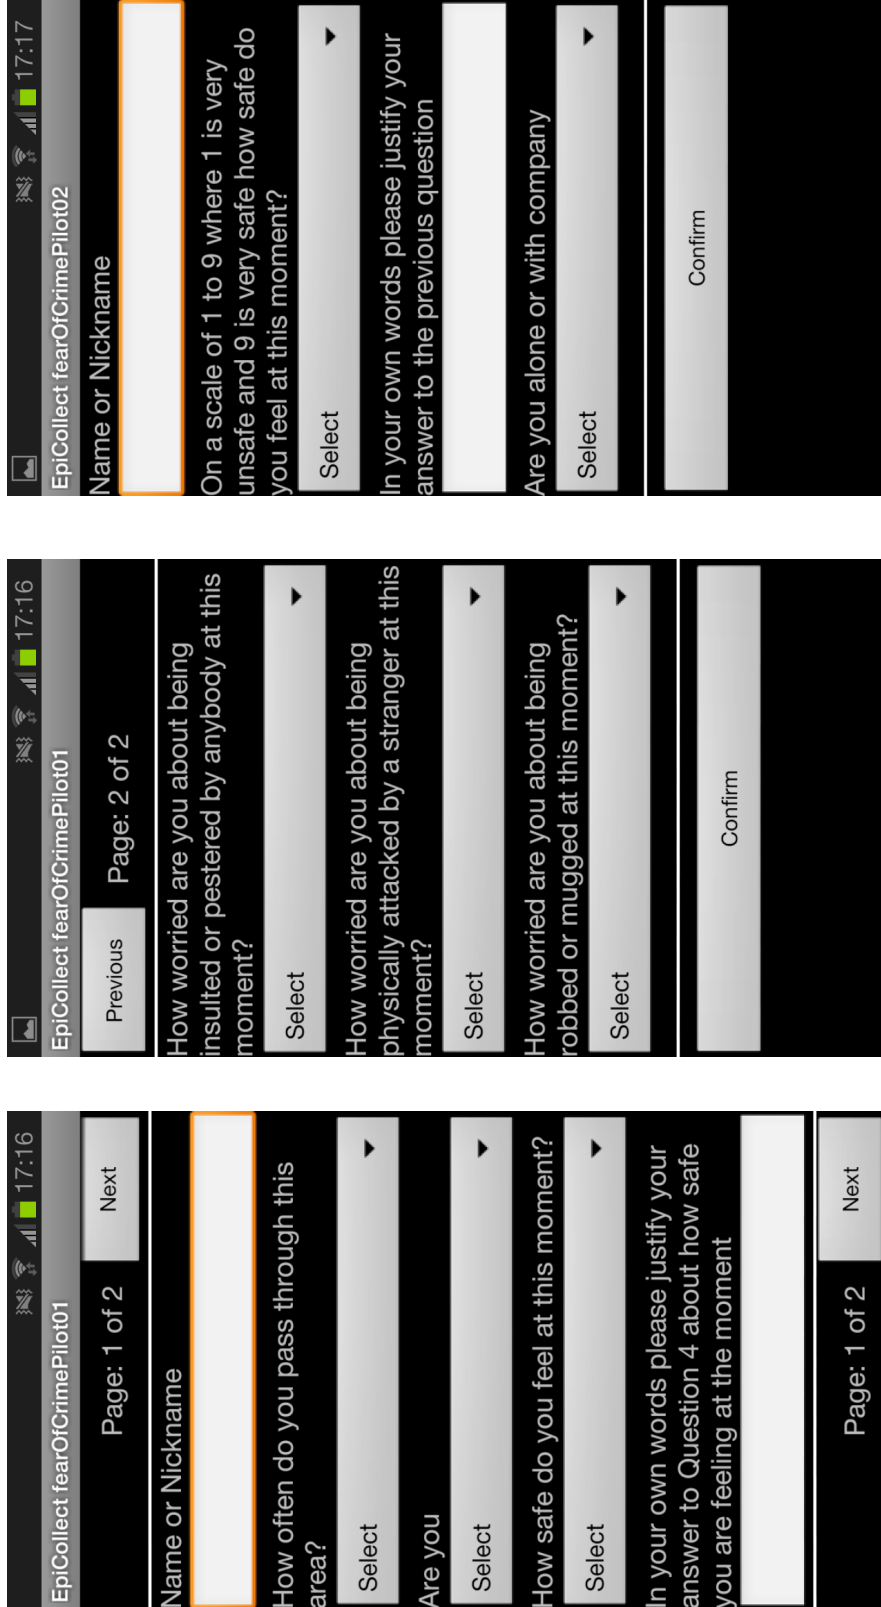 17:16
EpiCollect fearOfCrimePilot01
Page: 1 of 2
Next
Name or Nickname
How often do you pass through this
area?
Select
Are you
Select
How safe do you feel at this moment?
Select
In your own words please justify your
answer to Question 4 about how safe
you are feeling at the moment
Page: 1 of 2
Next
17:16
EpiCollect fearOfCrimePilot01
Previous
Page: 2 of 2
How worried are you about being
insulted or pestered by anybody at this
moment?
Select
How worried are you about being
physically attacked by a stranger at this
moment?
Select
How worried are you about being
robbed or mugged at this moment?
Select
Confirm
17:17
EpiCollect fearOfCrimePilot02
Name or Nickname
On a scale of 1 to 9 where 1 is very
unsafe and 9 is very safe how safe do
you feel at this moment?
Select
In your own words please justify your
answer to the previous question
Are you alone or with company
Select
Confirm